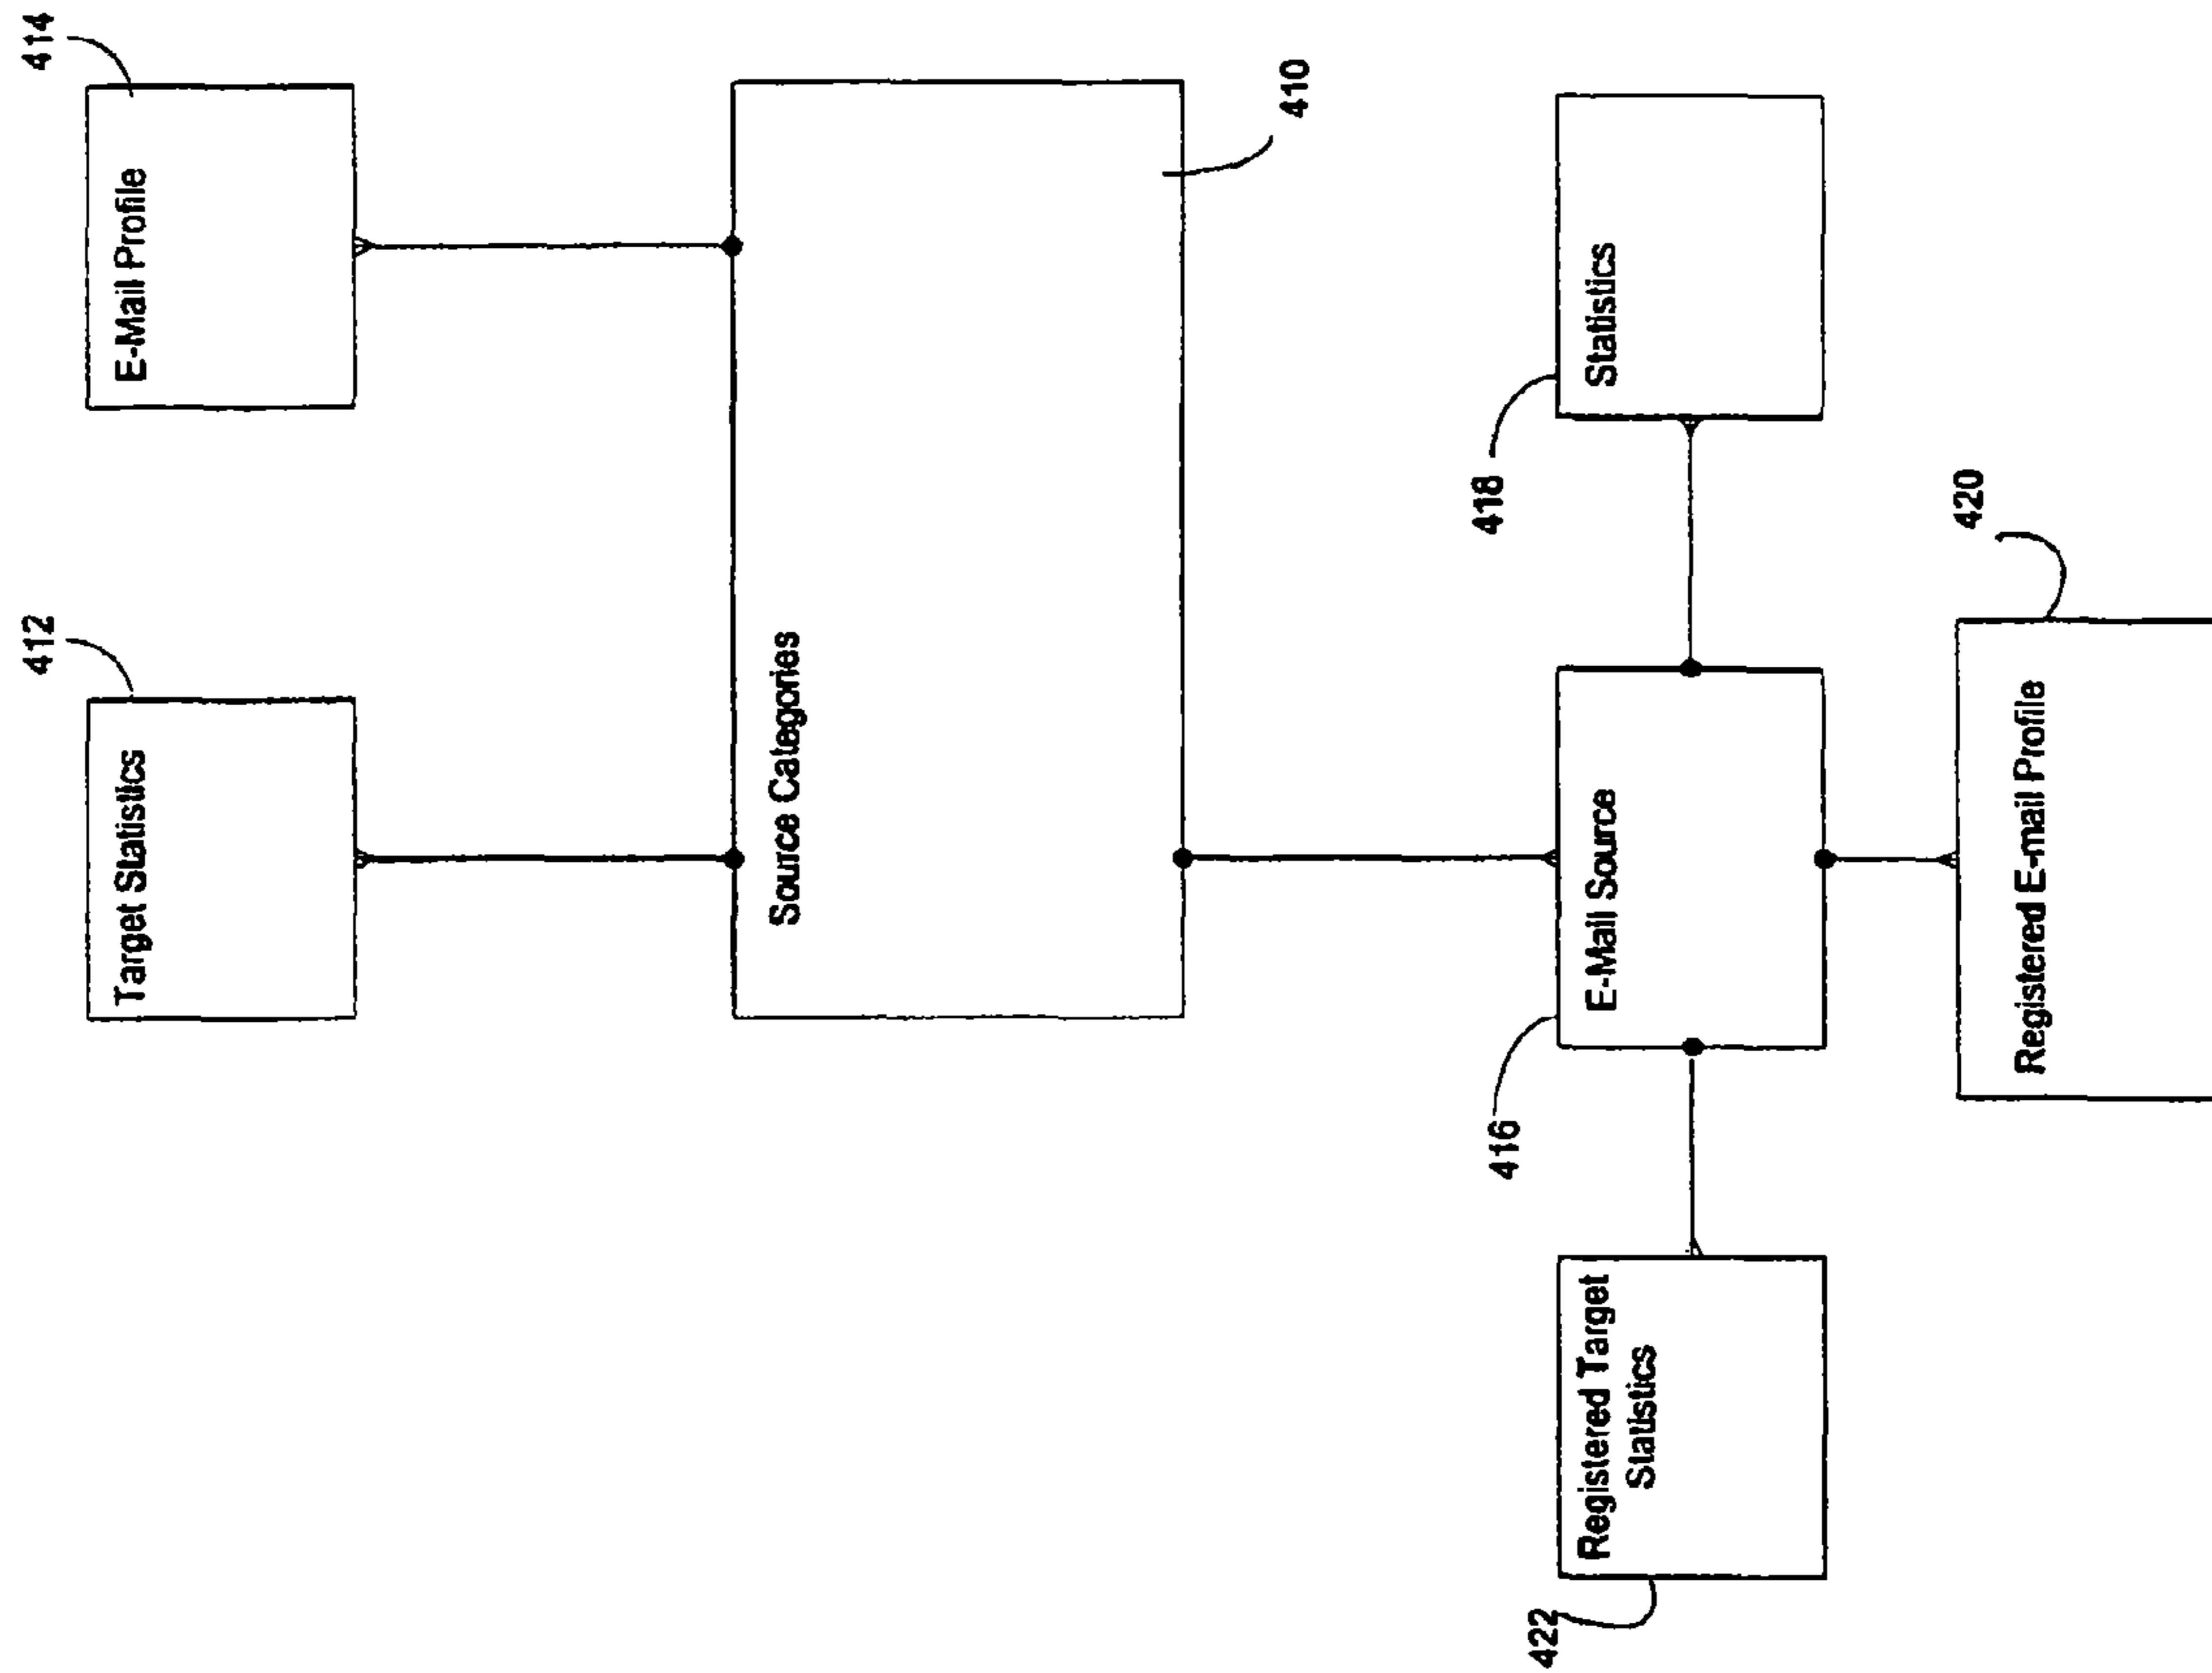 412
414
Target Statistics
E-Mail Profile
Source Categories
410
416
418
422
Registered Target
Statistics
E-Mail Source
Statistics
420
Registered E-mail Profile